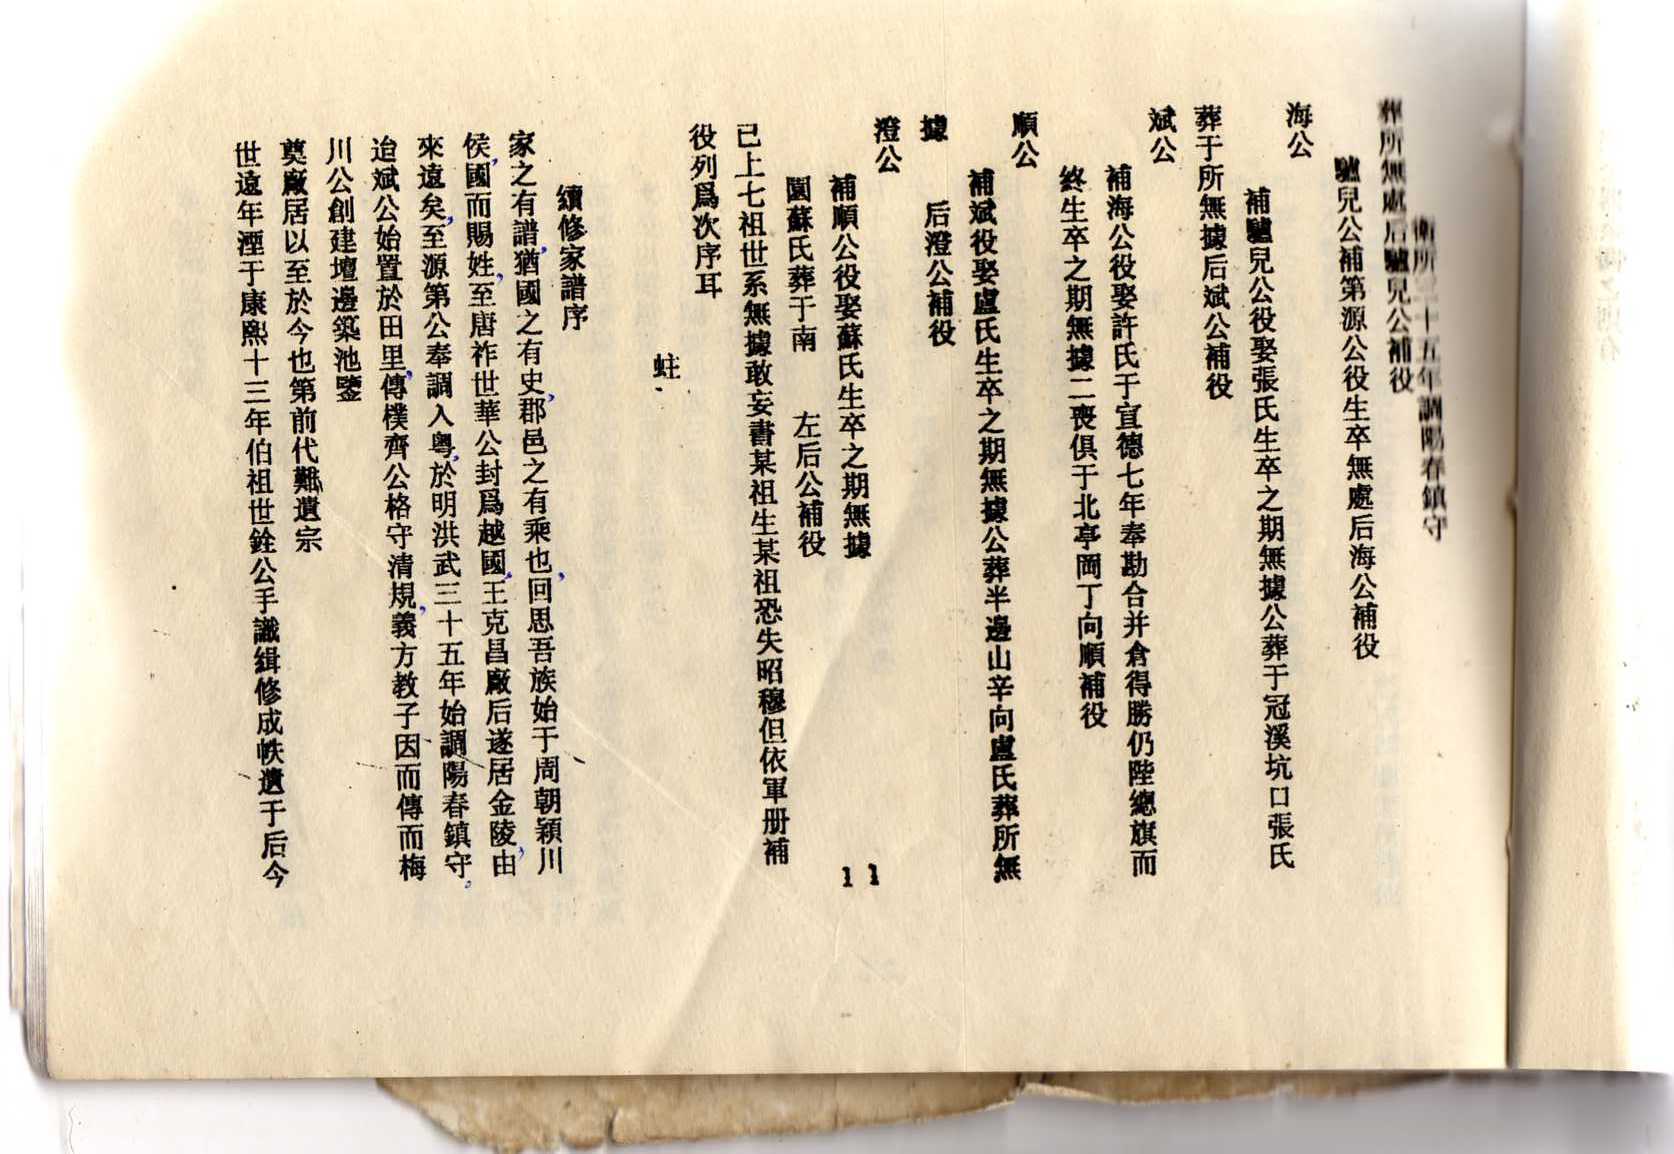 衛所三十五年調陽春鎮守
葬所無處后驢兒公補役
驢兒公補第源公役生卒無處后海公補役
海公
補驢兒公役娶張氏生卒之期無據公葬于冠溪坑口張氏
葬于所無據后斌公補役
斌公
補海公役娶許氏于宣德七年奉勘合并倉得勝仍陞總旗而
終生卒之期無據二喪俱于北亭岡丁向順補役
順公
補斌役娶盧氏生卒之期無據公葬半邊山辛向盧氏葬所無
據 后澄公補役
澄公
補順公役娶蘇氏生卒之期無據
園蘇氏葬于南 左后公補役
已上七祖世系無據敢妄書某祖生某祖恐失昭穆但依軍册補
役列爲次序耳
蛀
續修家譜序
家之有譜,猶國之有史,郡邑之有乘也,回思吾族始于周朝潁川
侯,國而賜姓,至唐祚世華公封爲越國,王克昌厰后遂居金陵,由
來遠矣,至源第公奉調入粵,於明洪武三十五年始調陽春鎮守,
迨斌公始置於田里,傳樸齊公格守清規,義方教子因而傳而梅
川公創建壇邊築池鑒
奠厰居以至於今也第前代難遺宗
世遠年湮于康熙十三年伯祖世銓公手識緝修成帙遺于后今
11